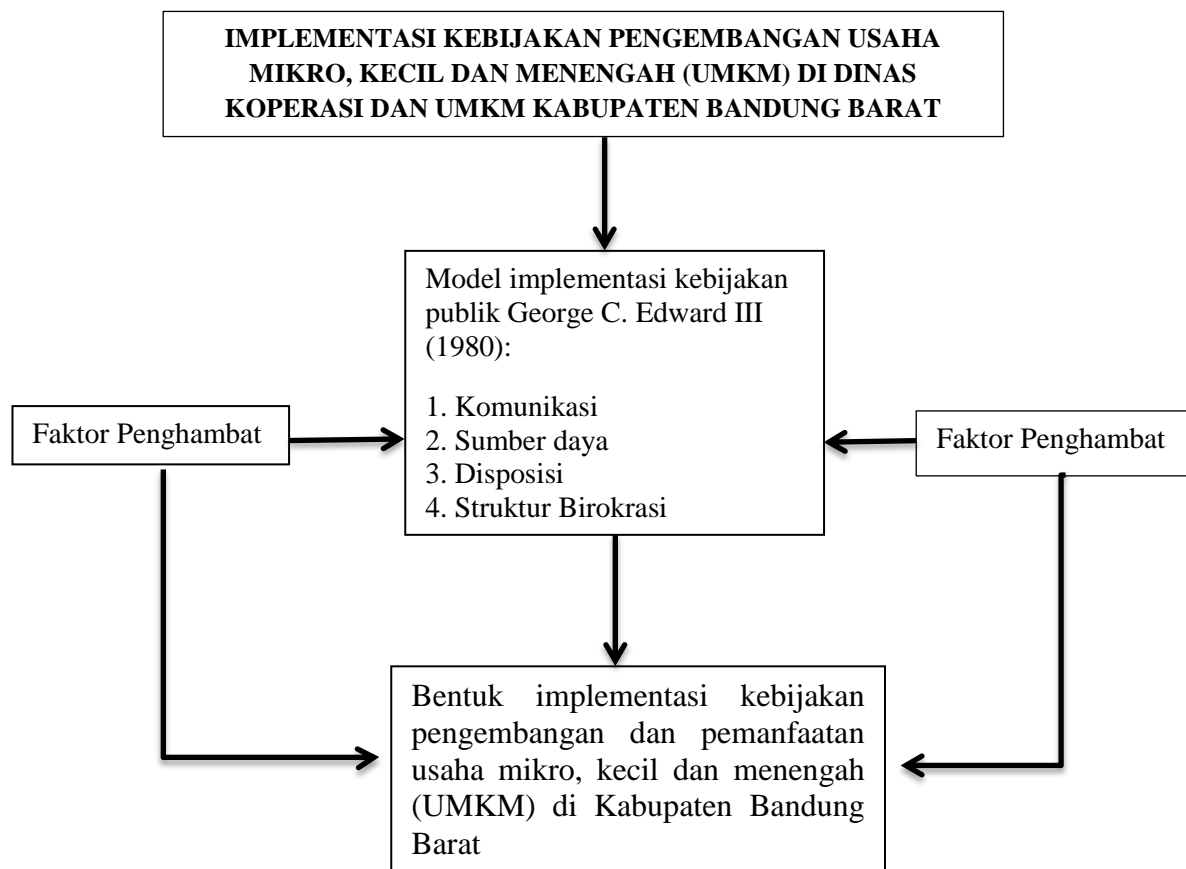 IMPLEMENTASI KEBIJAKAN PENGEMBANGAN USAHA
MIKRO, KECIL DAN MENENGAH (UMKM) DI DINAS
KOPERASI DAN UMKM KABUPATEN BANDUNG BARAT
Model implementasi kebijakan
publik George C. Edward III
(1980):
1. Komunikasi
2. Sumber daya
3. Disposisi
4. Struktur Birokrasi
Faktor Penghambat
Faktor Penghambat
Bentuk implementasi kebijakan
pengembangan dan pemanfaatan
usaha mikro, kecil dan menengah
(UMKM) di Kabupaten Bandung
Barat